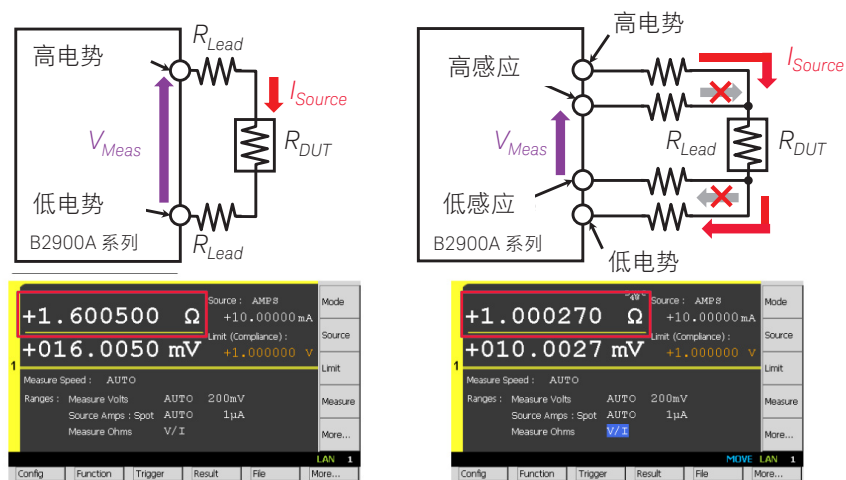 高电势
R_Lead
I_Source
V_Meas
R_DUT
低电势
B2900A 系列
R_Lead
高电势
高感应
I_Source
V_Meas
R_Lead
R_DUT
低感应
B2900A 系列
低电势
+1.600500 Ω
Source : AMPS
+10.00000 mA
Mode
+016.0050 mV
Limit (Compliance) :
+1.000000 V
Source
Limit
1
Measure Speed : AUTO
Ranges : Measure Volts AUTO 200mV
Measure
Source Amps : Spot AUTO 1μA
Measure Ohms V/I
More...
LAN 1
Config Function Trigger Result File More...
+1.000270 Ω
Source : AMPS
+10.00000 mA
Mode
+010.0027 mV
Limit (Compliance) :
+1.000000 V
Source
Limit
1
Measure Speed : AUTO
Ranges : Measure Volts AUTO 200mV
Measure
Source Amps : Spot AUTO 1μA
Measure Ohms V/I
More...
MOVE LAN 1
Config Function Trigger Result File More...